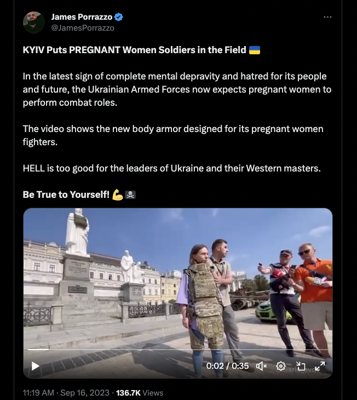 James Porrazzo
@JamesPorrazzo
KYIV Puts PREGNANT Women Soldiers in the Field 🇺🇦
In the latest sign of complete mental depravity and hatred for its people
and future, the Ukrainian Armed Forces now expects pregnant women to
perform combat roles.
The video shows the new body armor designed for its pregnant women
fighters.
HELL is too good for the leaders of Ukraine and their Western masters.
Be True to Yourself! 💪🏴‍☠️
0:02 / 0:35
11:19 AM · Sep 16, 2023 · 136.7K Views